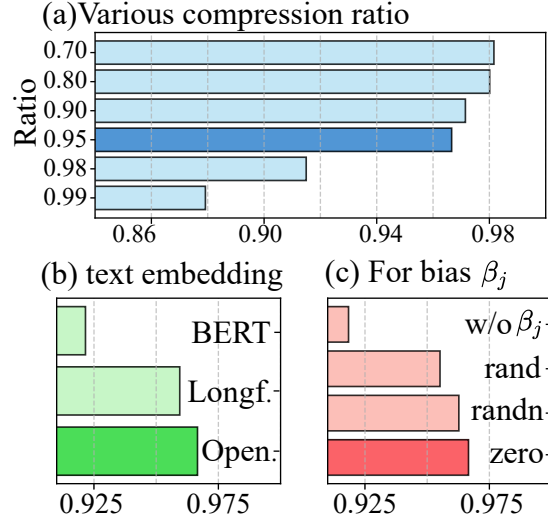 (a)Various compression ratio
Ratio
0.70
0.80
0.90
0.95
0.98
0.99
0.86 0.90 0.94 0.98
(b) text embedding
BERT
Longf.
Open.
0.925 0.975
(c) For bias βⱼ
w/o βⱼ
rand
randn
zero
0.925 0.975